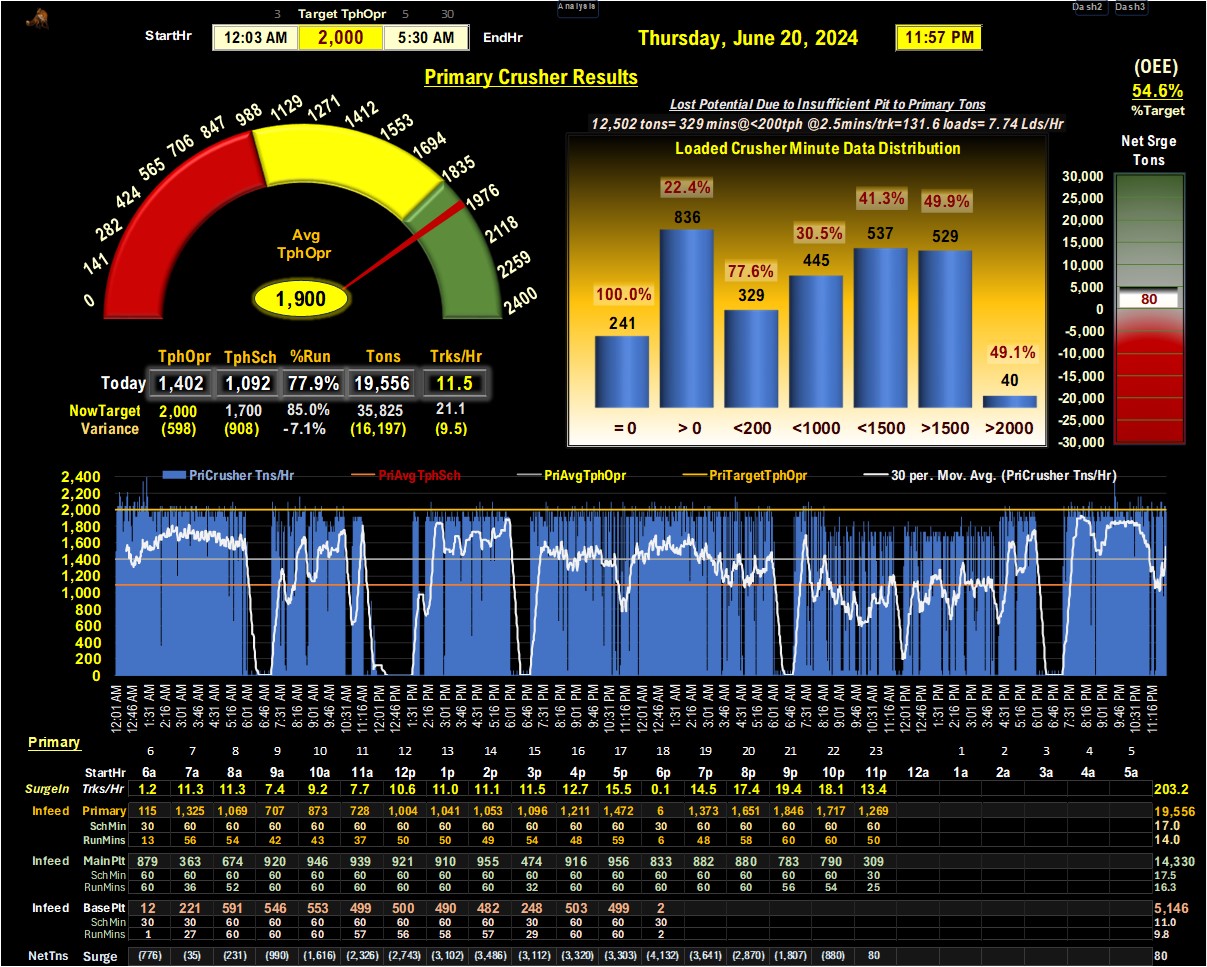 3 Target TphOpr 5 30
Analysis
Dash2 Dash3
StartHr 12:03 AM 2,000 5:30 AM EndHr
Thursday, June 20, 2024
11:57 PM
Primary Crusher Results
(OEE)
54.6%
%Target
Lost Potential Due to Insufficient Pit to Primary Tons
12,502 tons= 329 mins@<200tph @2.5mins/trk=131.6 loads= 7.74 Lds/Hr
0 141 282 424 565 706 847 988 1129 1271 1412 1553 1694 1835 1976 2118 2259 2400
Avg
TphOpr
1,900
Loaded Crusher Minute Data Distribution
100.0% 22.4% 77.6% 30.5% 41.3% 49.9% 49.1%
241 836 329 445 537 529 40
= 0 > 0 <200 <1000 <1500 >1500 >2000
Net Srge
Tons
30,000
25,000
20,000
15,000
10,000
5,000
0
-5,000
-10,000
-15,000
-20,000
-25,000
-30,000
80
TphOpr TphSch %Run Tons Trks/Hr
Today 1,402 1,092 77.9% 19,556 11.5
NowTarget 2,000 1,700 85.0% 35,825 21.1
Variance (598) (908) -7.1% (16,197) (9.5)
PriCrusher Tns/Hr PriAvgTphSch PriAvgTphOpr PriTargetTphOpr 30 per. Mov. Avg. (PriCrusher Tns/Hr)
2,400
2,200
2,000
1,800
1,600
1,400
1,200
1,000
800
600
400
200
0
12:01 AM 12:46 AM 1:31 AM 2:16 AM 3:01 AM 3:46 AM 4:31 AM 5:16 AM 6:01 AM 6:46 AM 7:31 AM 8:16 AM 9:01 AM 9:46 AM 10:31 AM 11:16 AM 12:01 PM 12:46 PM 1:31 PM 2:16 PM 3:01 PM 3:46 PM 4:31 PM 5:16 PM 6:01 PM 6:46 PM 7:31 PM 8:16 PM 9:01 PM 9:46 PM 10:31 PM 11:16 PM 12:01 AM 12:46 AM 1:31 AM 2:16 AM 3:01 AM 3:46 AM 4:31 AM 5:16 AM 6:01 AM 6:46 AM 7:31 AM 8:16 AM 9:01 AM 9:46 AM 10:31 AM 11:16 AM 12:01 PM 12:46 PM 1:31 PM 2:16 PM 3:01 PM 3:46 PM 4:31 PM 5:16 PM 6:01 PM 6:46 PM 7:31 PM 8:16 PM 9:01 PM 9:46 PM 10:31 PM 11:16 PM
Primary
6 7 8 9 10 11 12 13 14 15 16 17 18 19 20 21 22 23 1 2 3 4 5
StartHr 6a 7a 8a 9a 10a 11a 12p 1p 2p 3p 4p 5p 6p 7p 8p 9p 10p 11p 12a 1a 2a 3a 4a 5a
SurgeIn Trks/Hr 1.2 11.3 11.3 7.4 9.2 7.7 10.6 11.0 11.1 11.5 12.7 15.5 0.1 14.5 17.4 19.4 18.1 13.4 203.2
Infeed Primary 115 1,325 1,069 707 873 728 1,004 1,041 1,053 1,096 1,211 1,472 6 1,373 1,651 1,846 1,717 1,269 19,556
SchMin 30 60 60 60 60 60 60 60 60 60 60 60 30 60 60 60 60 60 17.0
RunMins 13 56 54 42 43 37 50 50 49 54 48 59 6 48 58 60 60 50 14.0
Infeed MainPlt 879 363 674 920 946 939 921 910 955 474 916 956 833 882 880 783 790 309 14,330
SchMin 60 60 60 60 60 60 60 60 60 60 60 60 60 60 60 60 60 30 17.5
RunMins 60 36 52 60 60 60 60 60 60 32 60 60 60 60 60 56 54 25 16.3
Infeed BasePlt 12 221 591 546 553 499 500 490 482 248 503 499 2 5,146
SchMin 30 30 60 60 60 60 60 60 60 30 60 60 30 11.0
RunMins 1 27 60 60 60 57 56 58 57 29 60 60 2 9.8
NetTns Surge (776) (35) (231) (990) (1,616) (2,326) (2,743) (3,102) (3,486) (3,112) (3,320) (3,303) (4,132) (3,641) (2,870) (1,807) (880) 80 80